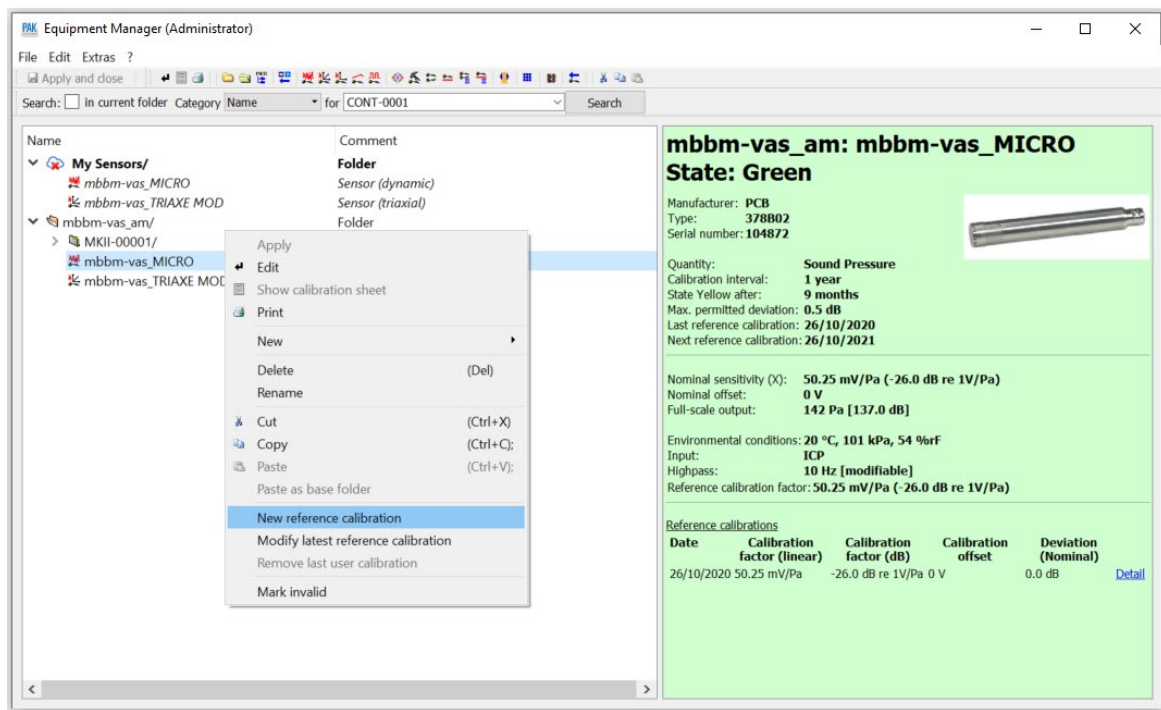 PAK Equipment Manager (Administrator)
File Edit Extras ?
Apply and close
Search: in current folder Category Name for CONT-0001 Search
Name Comment
My Sensors/ Folder
mbbm-vas_MICRO Sensor (dynamic)
mbbm-vas_TRIAXE MOD Sensor (triaxial)
mbbm-vas_am/ Folder
MKII-00001/
mbbm-vas_MICRO
mbbm-vas_TRIAXE MOD
Apply
Edit
Show calibration sheet
Print
New
Delete (Del)
Rename
Cut (Ctrl+X)
Copy (Ctrl+C);
Paste (Ctrl+V);
Paste as base folder
New reference calibration
Modify latest reference calibration
Remove last user calibration
Mark invalid
mbbm-vas_am: mbbm-vas_MICRO
State: Green
Manufacturer: PCB
Type: 378B02
Serial number: 104872
Quantity: Sound Pressure
Calibration interval: 1 year
State Yellow after: 9 months
Max. permitted deviation: 0.5 dB
Last reference calibration: 26/10/2020
Next reference calibration: 26/10/2021
Nominal sensitivity (X): 50.25 mV/Pa (-26.0 dB re 1V/Pa)
Nominal offset: 0 V
Full-scale output: 142 Pa [137.0 dB]
Environmental conditions: 20 °C, 101 kPa, 54 %rF
Input: ICP
Highpass: 10 Hz [modifiable]
Reference calibration factor: 50.25 mV/Pa (-26.0 dB re 1V/Pa)
Reference calibrations
Date Calibration Calibration Calibration Deviation
factor (linear) factor (dB) offset (Nominal)
26/10/2020 50.25 mV/Pa -26.0 dB re 1V/Pa 0 V 0.0 dB Detail